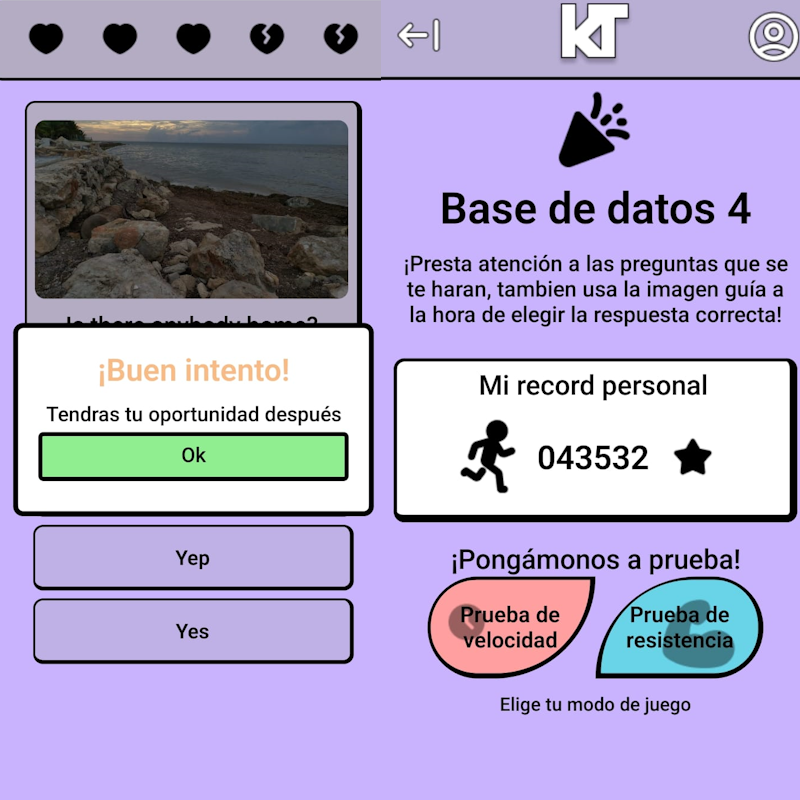 Is there anybody home?
¡Buen intento!
Tendras tu oportunidad después
Ok
Yep
Yes
KT
Base de datos 4
¡Presta atención a las preguntas que se
te haran, tambien usa la imagen guía a
la hora de elegir la respuesta correcta!
Mi record personal
043532
¡Pongámonos a prueba!
Prueba de
velocidad
Prueba de
resistencia
Elige tu modo de juego